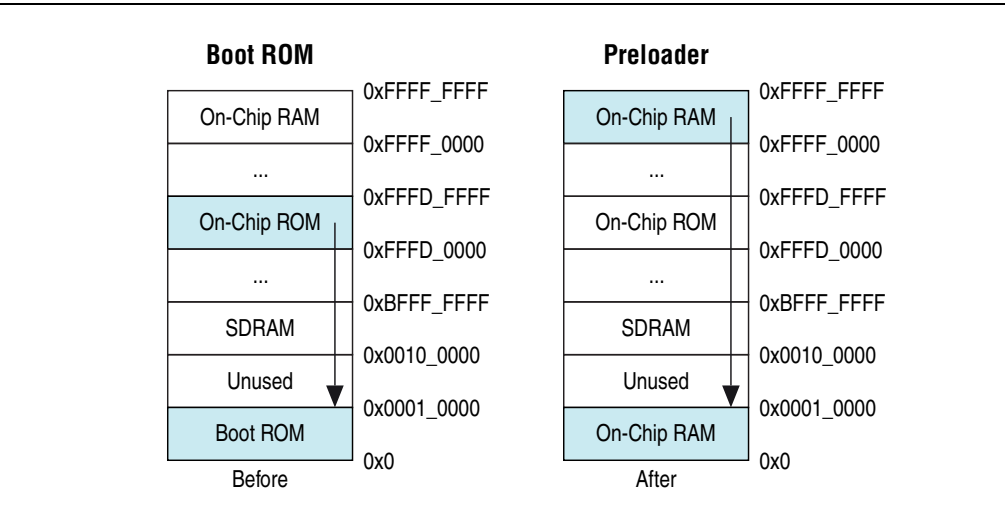 Boot ROM
0xFFFF_FFFF
On-Chip RAM
0xFFFF_0000
...
0xFFFD_FFFF
On-Chip ROM
0xFFFD_0000
...
0xBFFF_FFFF
SDRAM
0x0010_0000
Unused
0x0001_0000
Boot ROM
0x0
Before
Preloader
0xFFFF_FFFF
On-Chip RAM
0xFFFF_0000
...
0xFFFD_FFFF
On-Chip ROM
0xFFFD_0000
...
0xBFFF_FFFF
SDRAM
0x0010_0000
Unused
0x0001_0000
On-Chip RAM
0x0
After